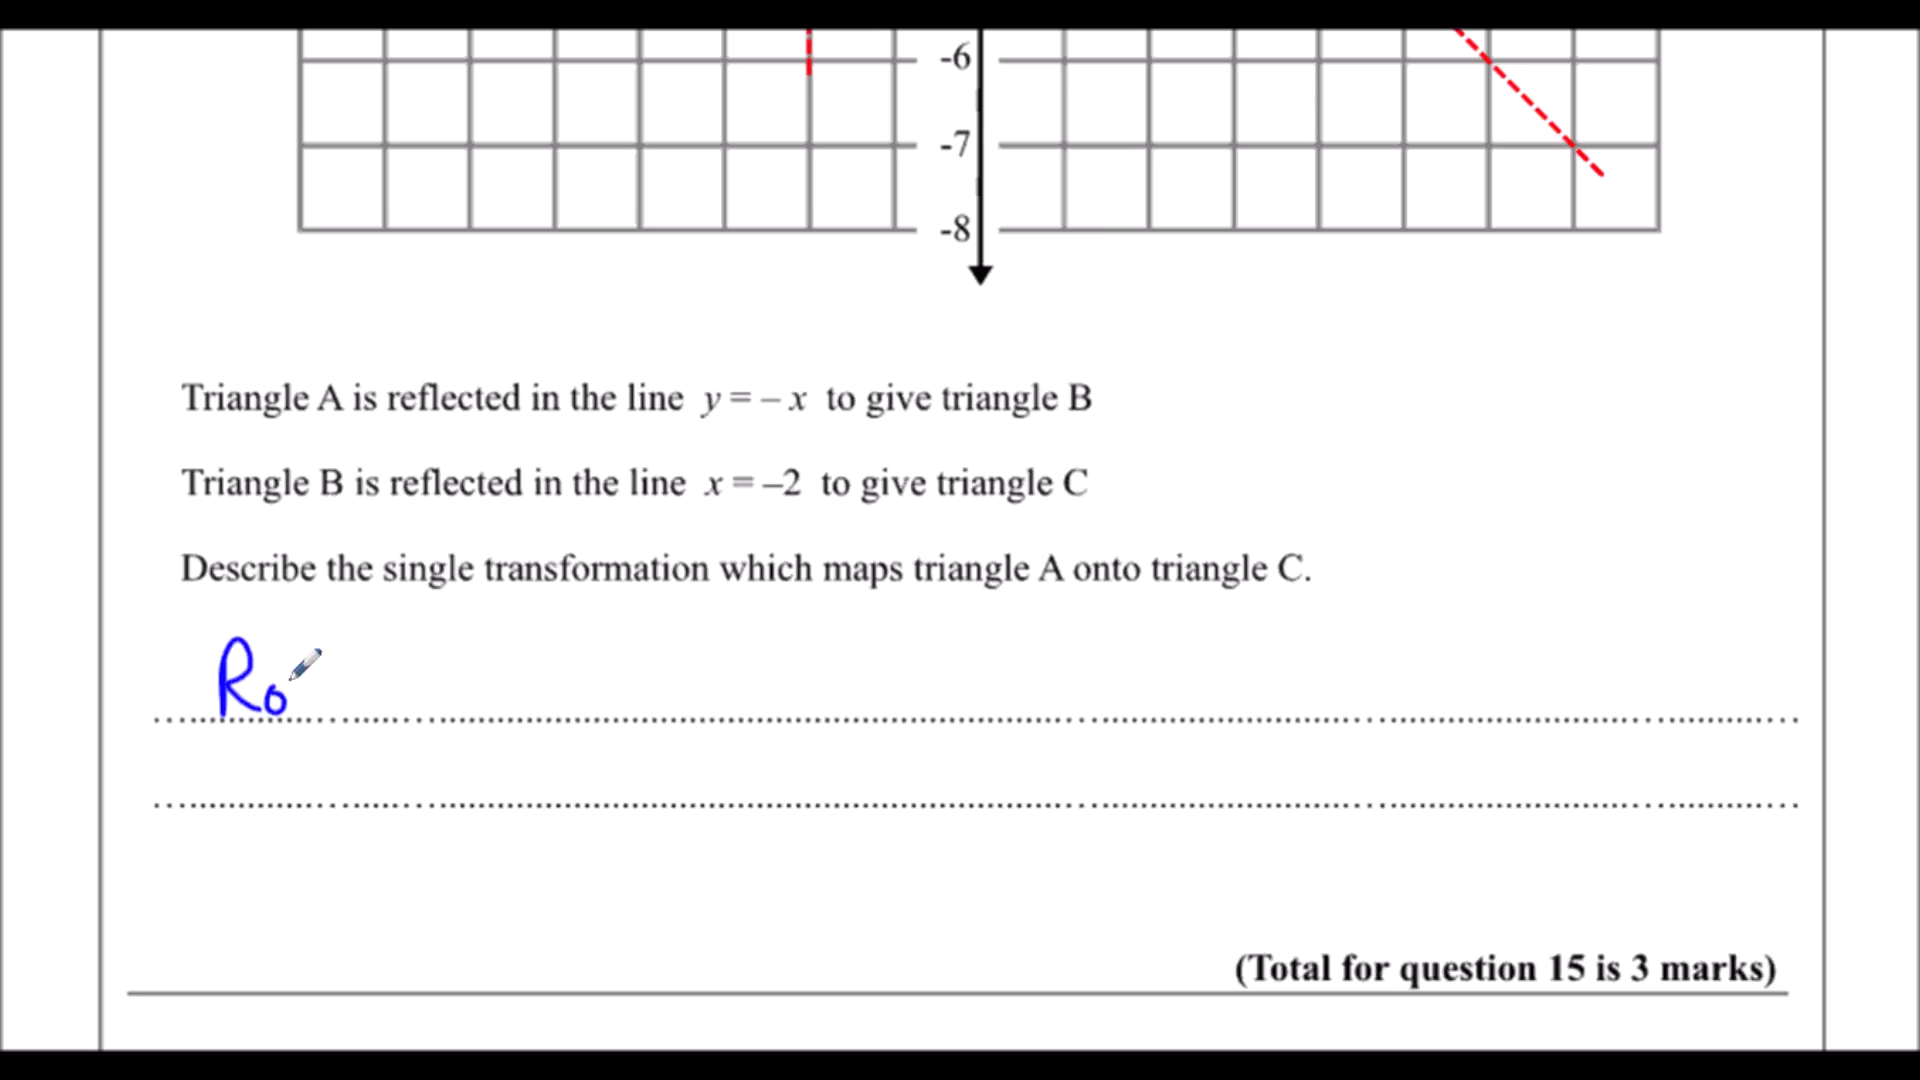 -6
-7
-8
Triangle A is reflected in the line y = – x to give triangle B
Triangle B is reflected in the line x = –2 to give triangle C
Describe the single transformation which maps triangle A onto triangle C.
Ro
(Total for question 15 is 3 marks)